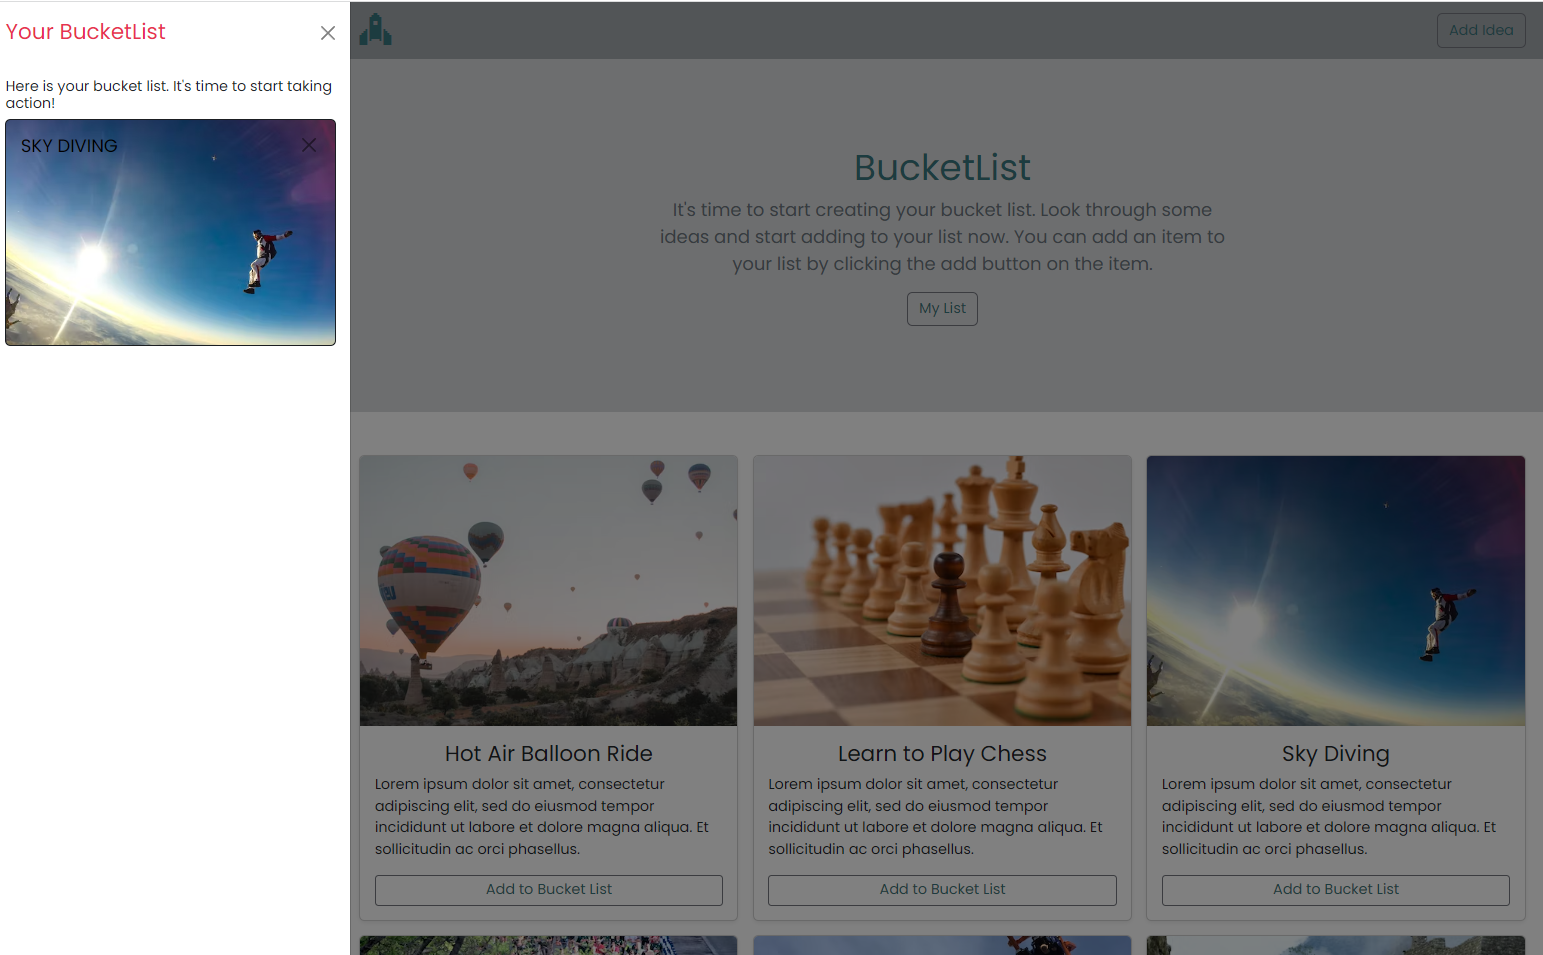 Your BucketList
Here is your bucket list. It's time to start taking
action!
SKY DIVING
Add Idea
BucketList
It's time to start creating your bucket list. Look through some
ideas and start adding to your list now. You can add an item to
your list by clicking the add button on the item.
My List
Hot Air Balloon Ride
Lorem ipsum dolor sit amet, consectetur
adipiscing elit, sed do eiusmod tempor
incididunt ut labore et dolore magna aliqua. Et
sollicitudin ac orci phasellus.
Add to Bucket List
Learn to Play Chess
Lorem ipsum dolor sit amet, consectetur
adipiscing elit, sed do eiusmod tempor
incididunt ut labore et dolore magna aliqua. Et
sollicitudin ac orci phasellus.
Add to Bucket List
Sky Diving
Lorem ipsum dolor sit amet, consectetur
adipiscing elit, sed do eiusmod tempor
incididunt ut labore et dolore magna aliqua. Et
sollicitudin ac orci phasellus.
Add to Bucket List